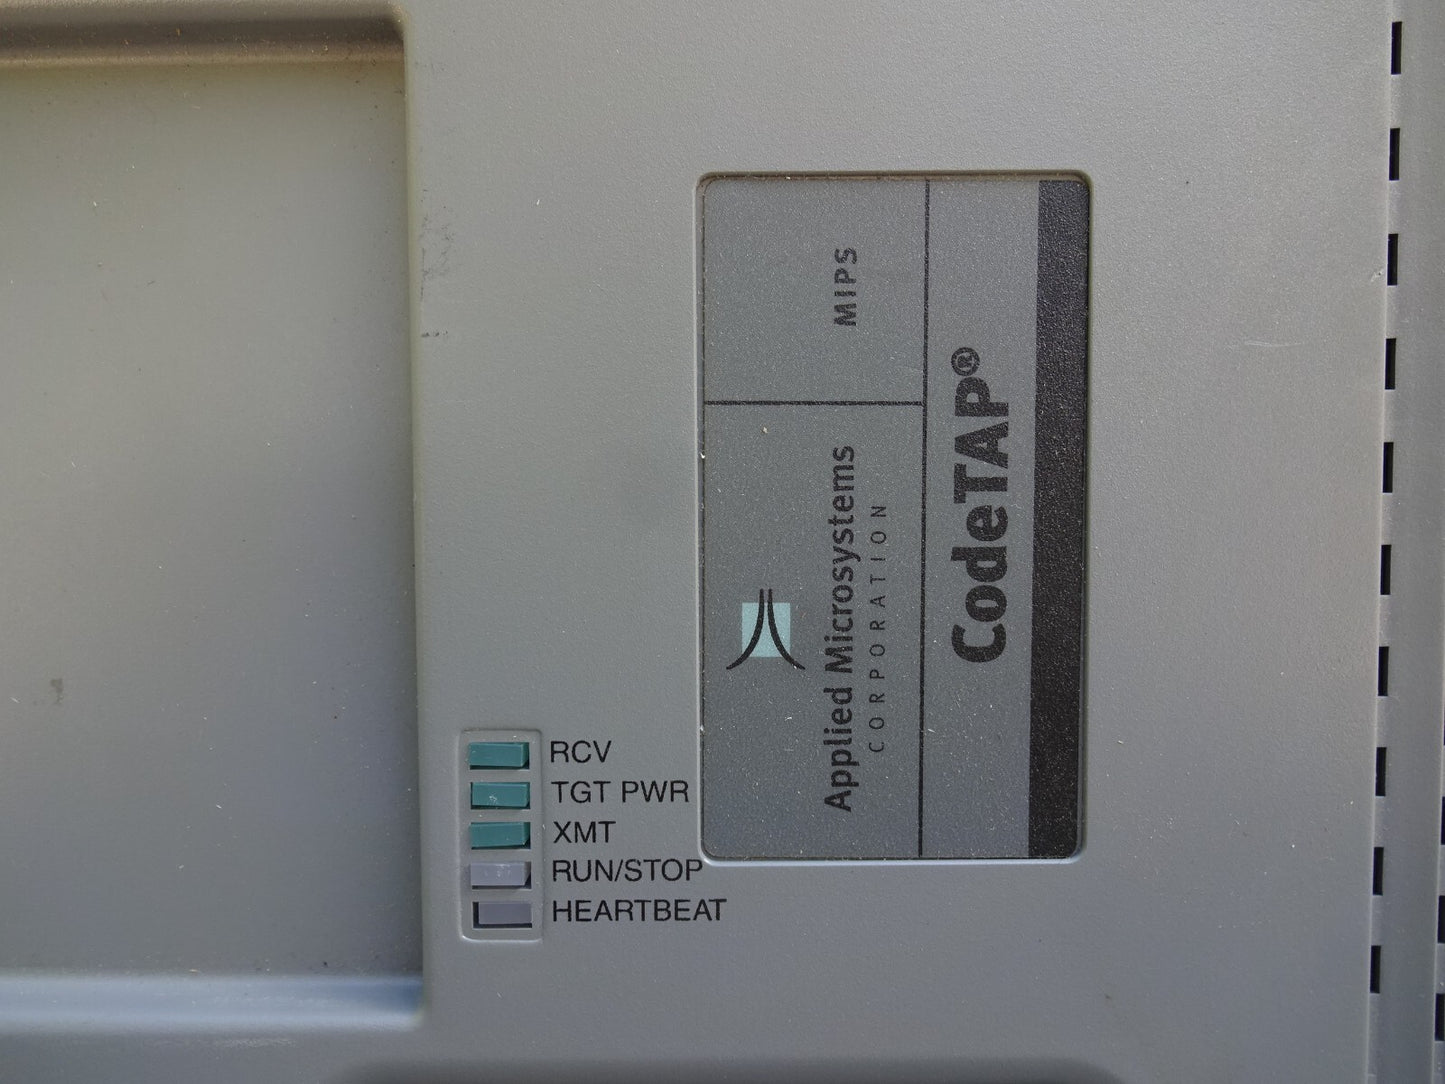 MIPS
Applied Microsystems
CORPORATION
CodeTAP®
RCV
TGT PWR
XMT
RUN/STOP
HEARTBEAT